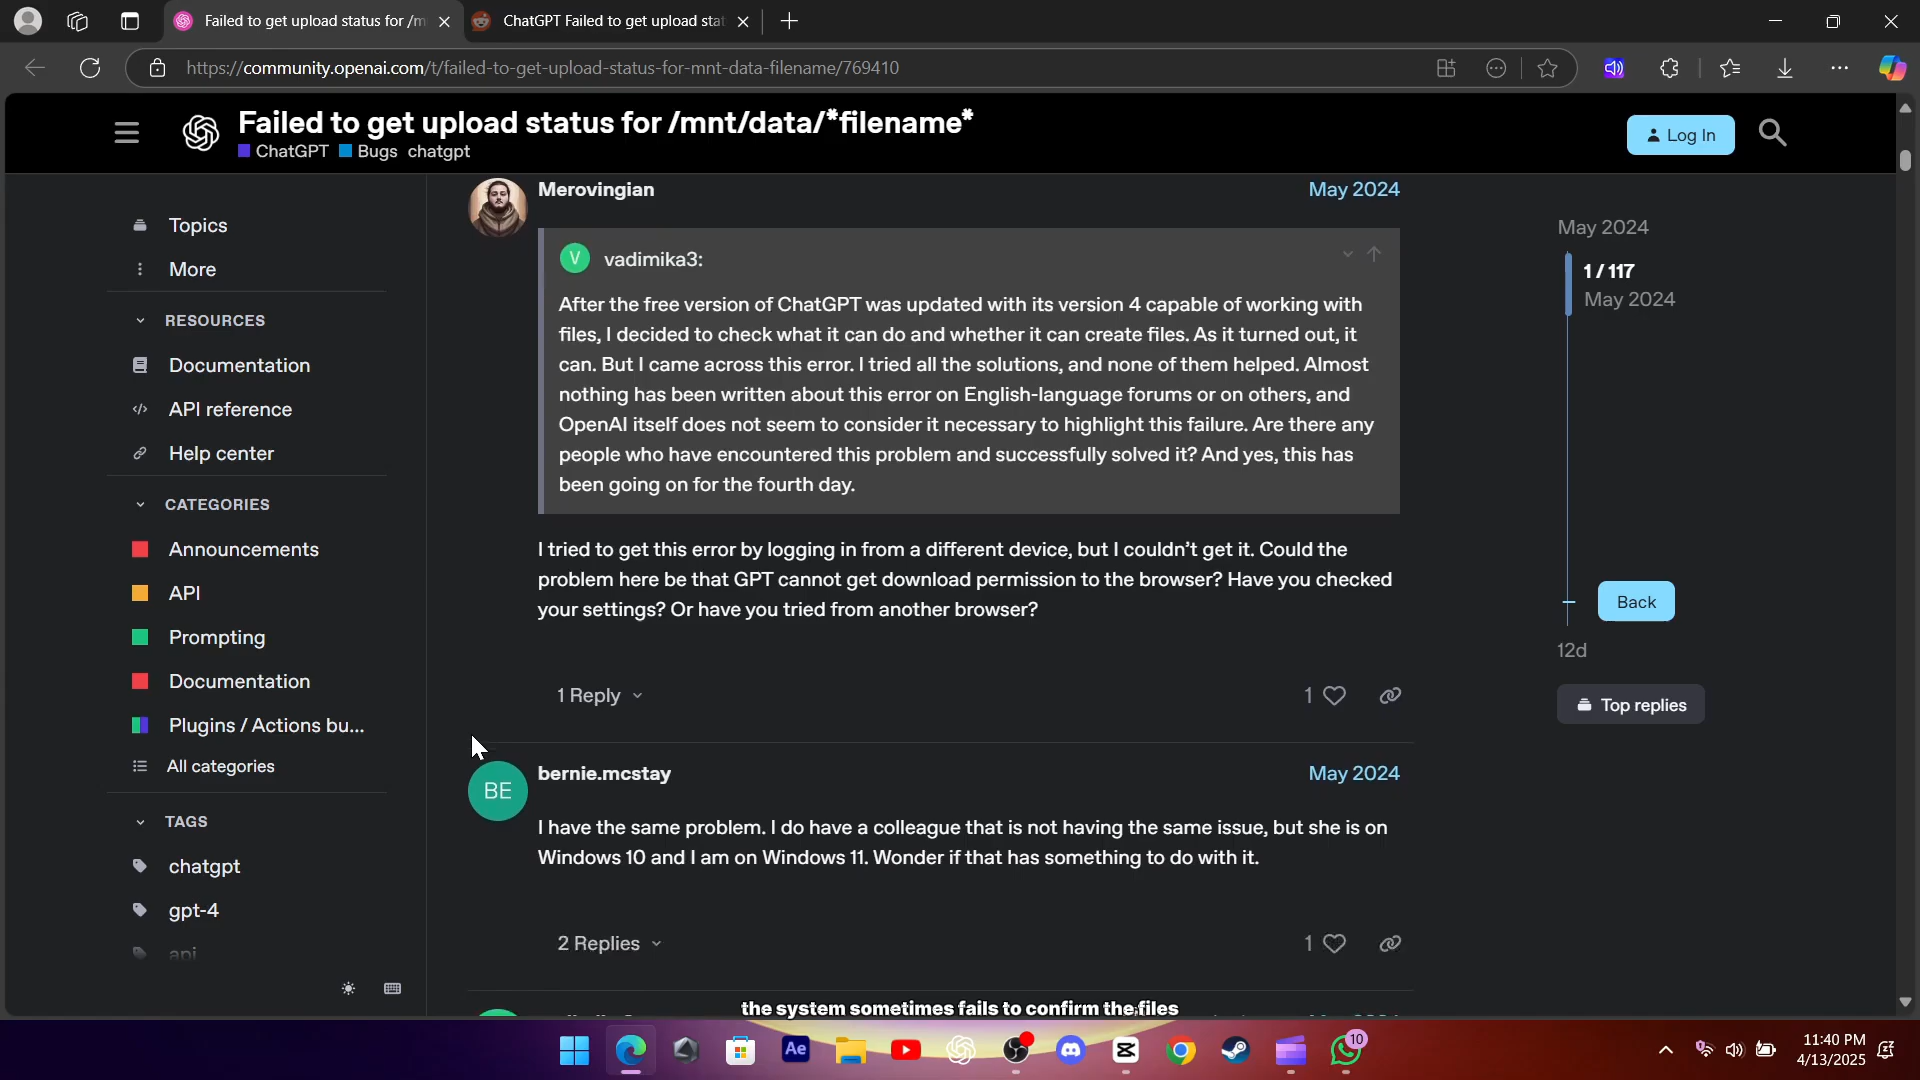 Failed to get upload status for /m
ChatGPT Failed to get upload sta
https://community.openai.com/t/failed-to-get-upload-status-for-mnt-data-filename/769410
Failed to get upload status for /mnt/data/*filename*
ChatGPT Bugs chatgpt
Log In
Topics
More
RESOURCES
Documentation
API reference
Help center
CATEGORIES
Announcements
API
Prompting
Documentation
Plugins / Actions bu...
All categories
TAGS
chatgpt
gpt-4
api
Merovingian
May 2024
V
vadimika3:
After the free version of ChatGPT was updated with its version 4 capable of working with
files, I decided to check what it can do and whether it can create files. As it turned out, it
can. But I came across this error. I tried all the solutions, and none of them helped. Almost
nothing has been written about this error on English-language forums or on others, and
OpenAI itself does not seem to consider it necessary to highlight this failure. Are there any
people who have encountered this problem and successfully solved it? And yes, this has
been going on for the fourth day.
I tried to get this error by logging in from a different device, but I couldn't get it. Could the
problem here be that GPT cannot get download permission to the browser? Have you checked
your settings? Or have you tried from another browser?
1 Reply
1
BE
bernie.mcstay
May 2024
I have the same problem. I do have a colleague that is not having the same issue, but she is on
Windows 10 and I am on Windows 11. Wonder if that has something to do with it.
2 Replies
1
May 2024
1 / 117
May 2024
Back
12d
Top replies
the system sometimes fails to confirm the files
Ae
10
11:40 PM
4/13/2025